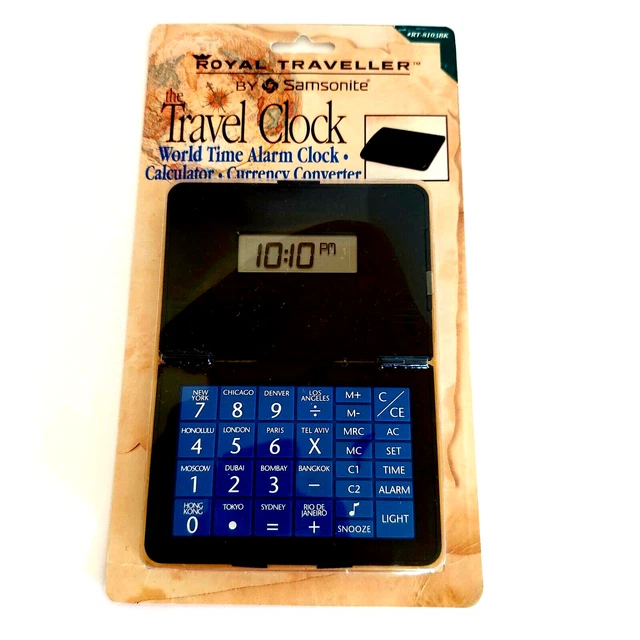 #RT-8103BK
ROYAL TRAVELLER™
BY Samsonite®
the
Travel Clock
World Time Alarm Clock •
Calculator • Currency Converter
10:10 PM
NEW YORK 7 CHICAGO 8 DENVER 9 LOS ANGELES ÷ M+ M- C/CE
HONOLULU 4 LONDON 5 PARIS 6 TEL AVIV X MRC AC
MC SET
MOSCOW 1 DUBAI 2 BOMBAY 3 BANGKOK − C1 TIME
C2 ALARM
HONG KONG 0 TOKYO • SYDNEY = RIO DE JANEIRO + ♪ SNOOZE LIGHT